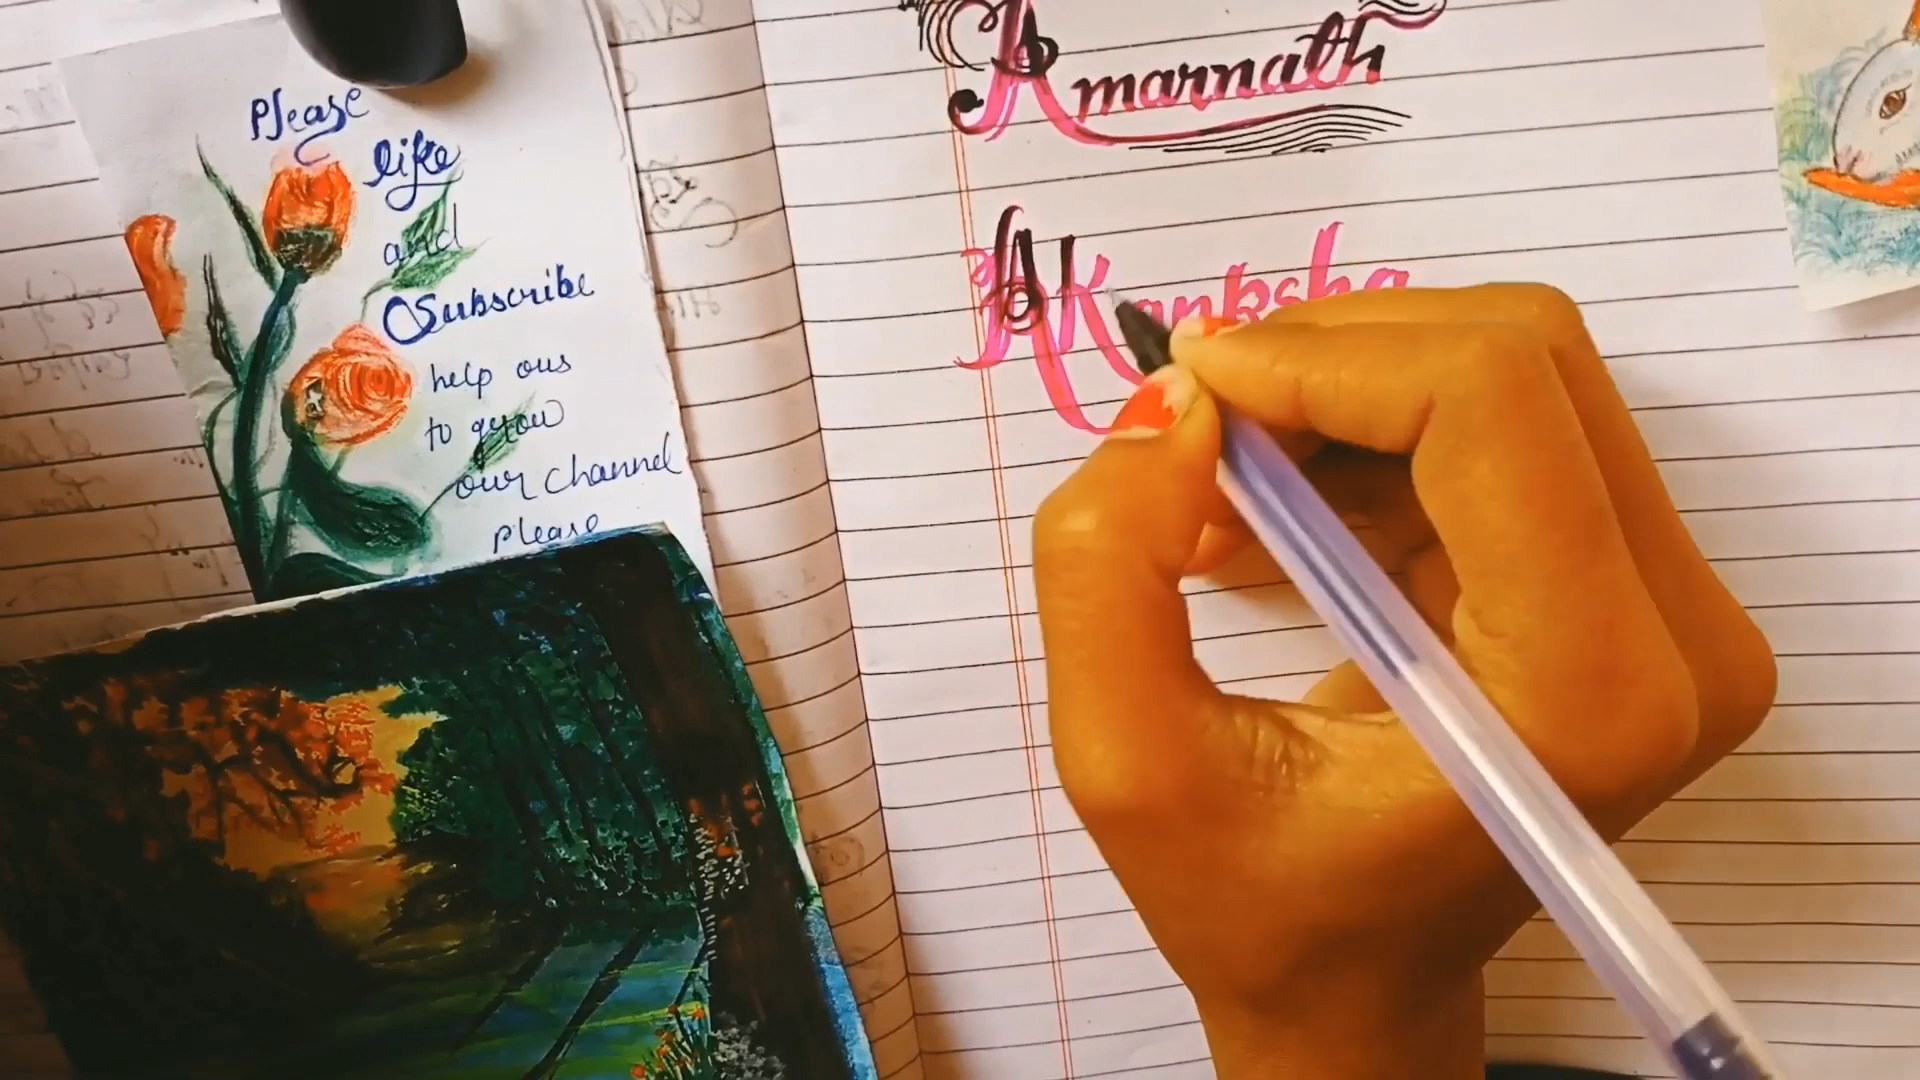 Please
like
and
Subscribe
help ous
to grow
our channel
please
Amarnath
Akanksha